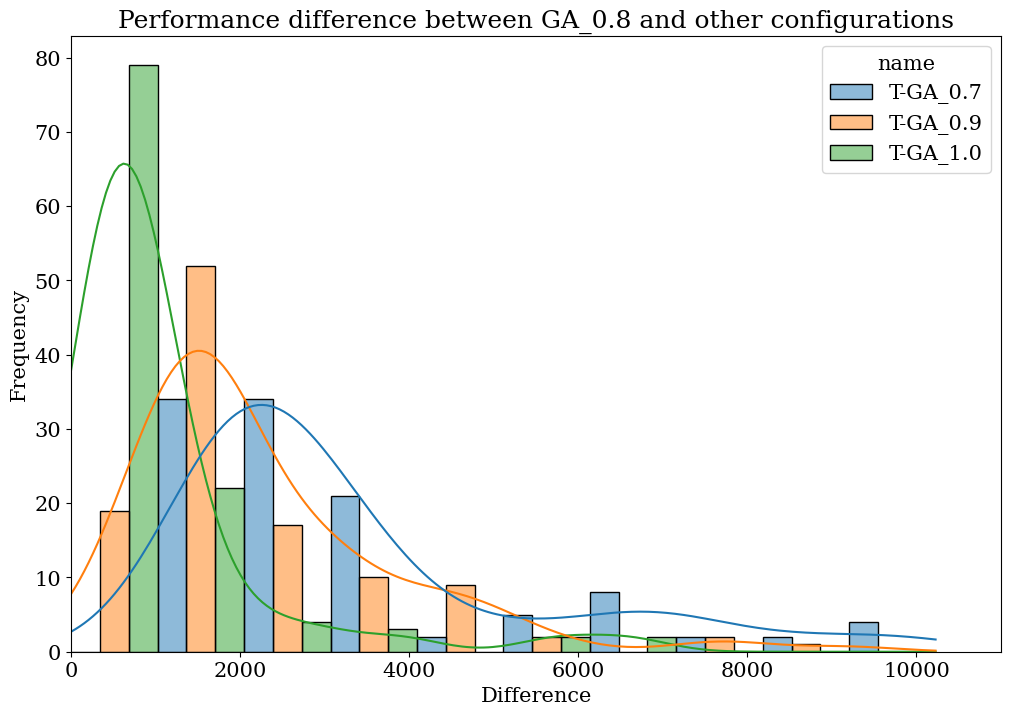 Performance difference between GA_0.8 and other configurations
name
T-GA_0.7
T-GA_0.9
T-GA_1.0
80
70
60
50
40
30
20
10
0
Frequency
0 2000 4000 6000 8000 10000
Difference